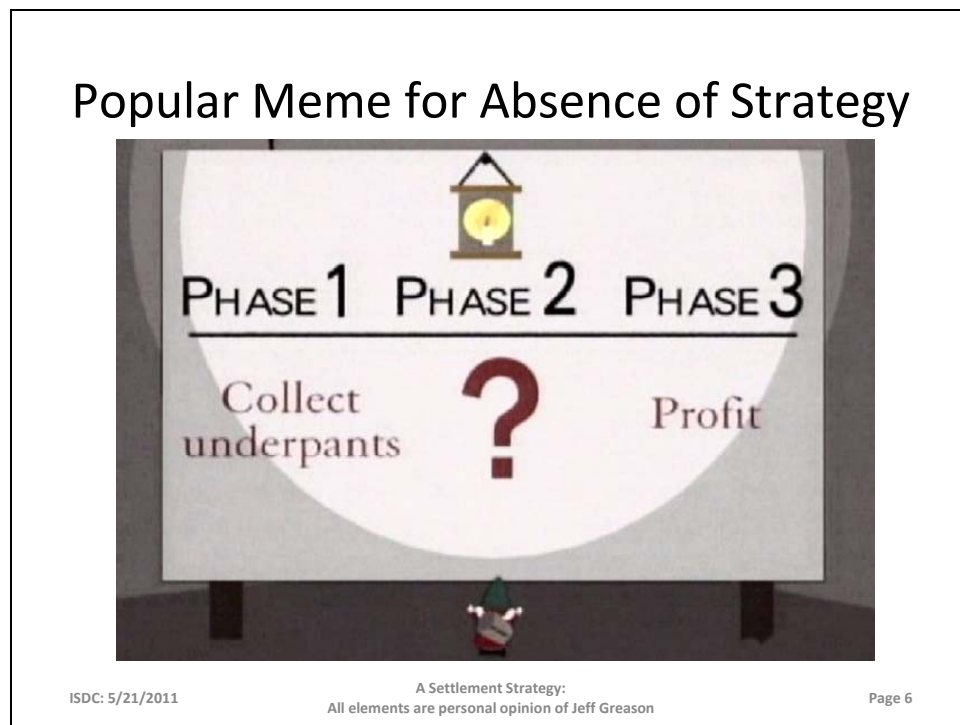 Popular Meme for Absence of Strategy
PHASE 1 PHASE 2 PHASE 3
Collect
underpants
?
Profit
ISDC: 5/21/2011
A Settlement Strategy:
All elements are personal opinion of Jeff Greason
Page 6